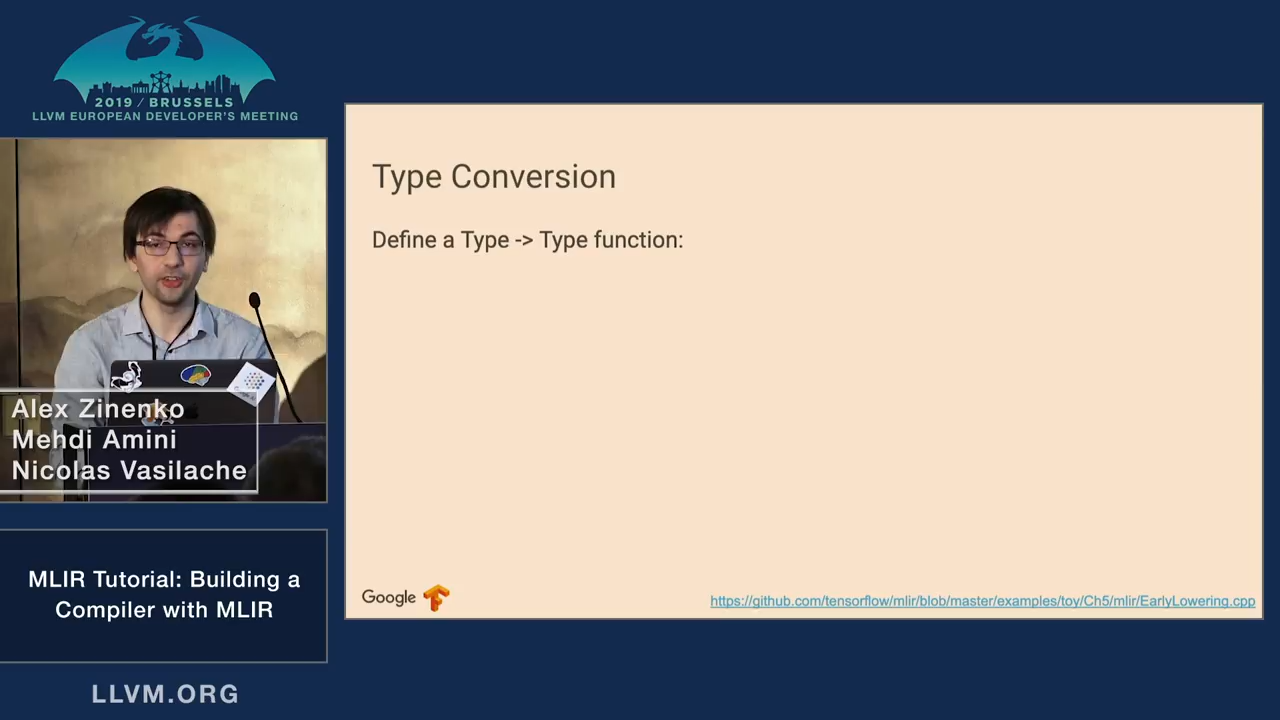 2019 / BRUSSELS
LLVM EUROPEAN DEVELOPER'S MEETING
Alex Zinenko
Mehdi Amini
Nicolas Vasilache
MLIR Tutorial: Building a
Compiler with MLIR
LLVM.ORG
Type Conversion
Define a Type -> Type function:
Google
https://github.com/tensorflow/mlir/blob/master/examples/toy/Ch5/mlir/EarlyLowering.cpp